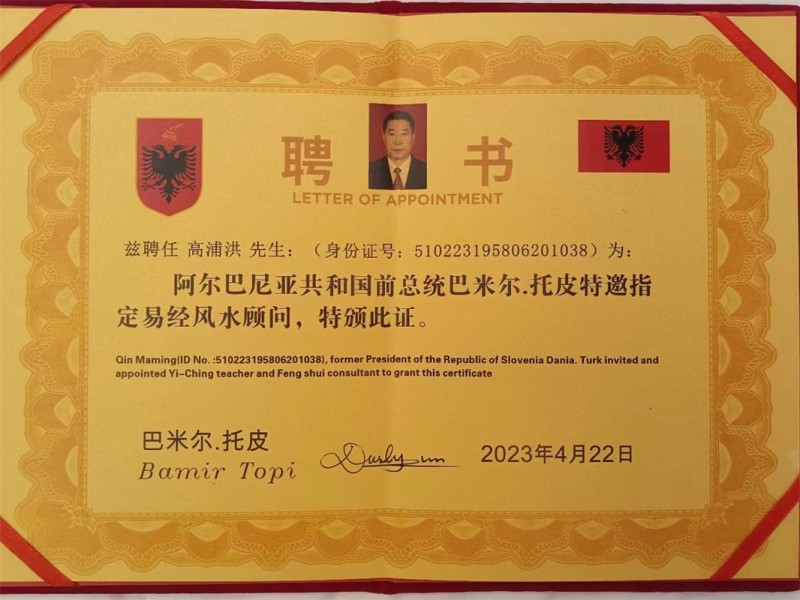 聘 书
LETTER OF APPOINTMENT
兹聘任 高浦洪 先生：（身份证号：510223195806201038）为：
阿尔巴尼亚共和国前总统巴米尔.托皮特邀指
定易经风水顾问，特颁此证。
Qin Maming(ID No. :510223195806201038), former President of the Republic of Slovenia Dania. Turk invited and
appointed Yi-Ching teacher and Feng shui consultant to grant this certificate
巴米尔.托皮
Bamir Topi
2023年4月22日